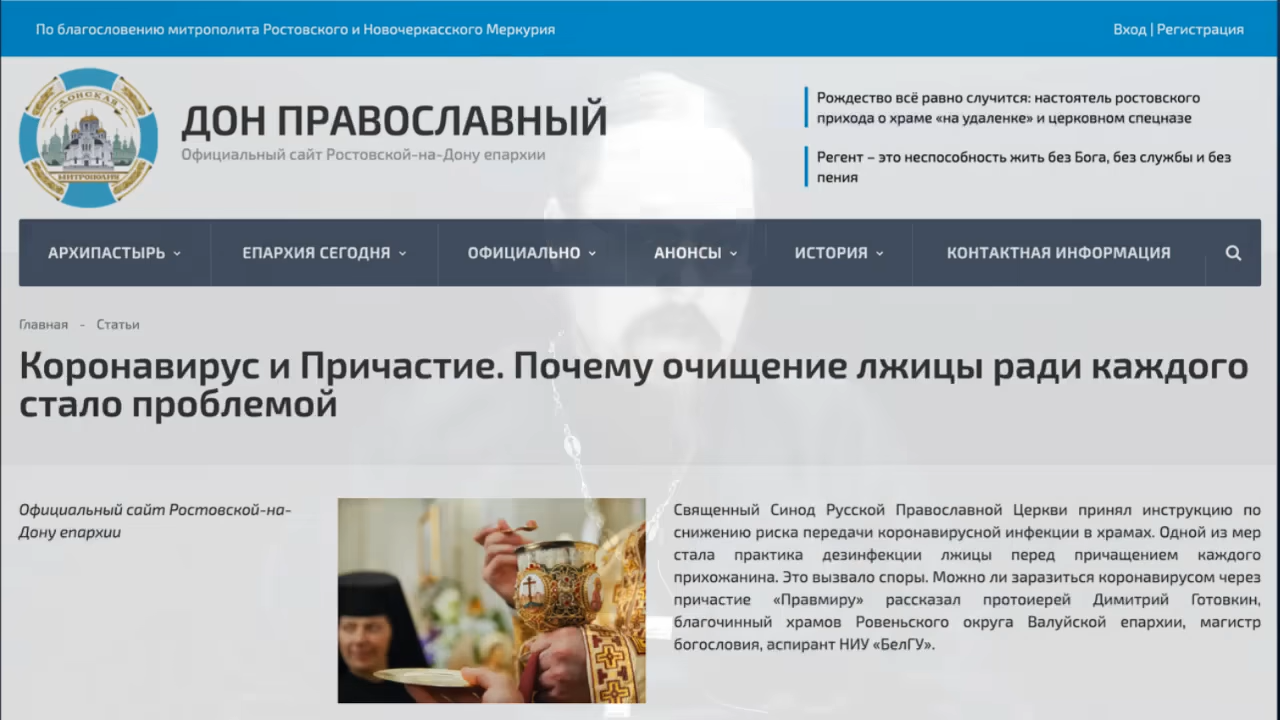 По благословению митрополита Ростовского и Новочеркасского Меркурия
Вход | Регистрация
ДОНСКАЯ
МИТРОПОЛИЯ
ДОН ПРАВОСЛАВНЫЙ
Официальный сайт Ростовской-на-Дону епархии
Рождество всё равно случится: настоятель ростовского
прихода о храме «на удаленке» и церковном спецназе
Регент – это неспособность жить без Бога, без службы и без
пения
АРХИПАСТЫРЬ
ЕПАРХИЯ СЕГОДНЯ
ОФИЦИАЛЬНО
АНОНСЫ
ИСТОРИЯ
КОНТАКТНАЯ ИНФОРМАЦИЯ
Главная - Статьи
Коронавирус и Причастие. Почему очищение лжицы ради каждого
стало проблемой
Официальный сайт Ростовской-на-
Дону епархии
Священный Синод Русской Православной Церкви принял инструкцию по
снижению риска передачи коронавирусной инфекции в храмах. Одной из мер
стала практика дезинфекции лжицы перед причащением каждого
прихожанина. Это вызвало споры. Можно ли заразиться коронавирусом через
причастие «Правмиру» рассказал протоиерей Димитрий Готовкин,
благочинный храмов Ровеньского округа Валуйской епархии, магистр
богословия, аспирант НИУ «БелГУ».